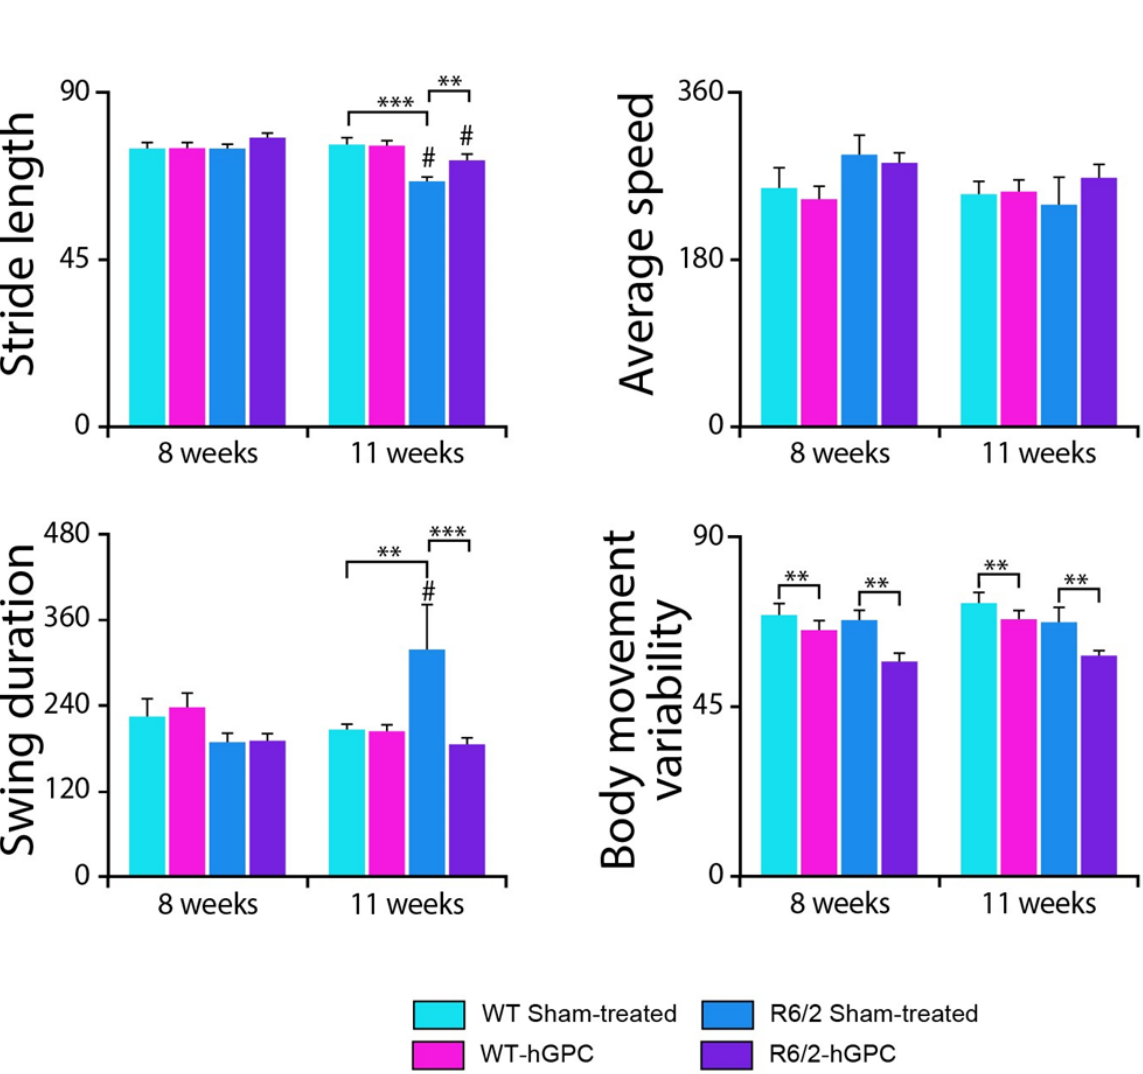 Stride length
90
45
0
***
**
#
#
8 weeks
11 weeks
Average speed
360
180
0
8 weeks
11 weeks
Swing duration
480
360
240
120
0
**
***
#
8 weeks
11 weeks
Body movement
variability
90
45
0
**
**
**
**
8 weeks
11 weeks
WT Sham-treated
R6/2 Sham-treated
WT-hGPC
R6/2-hGPC